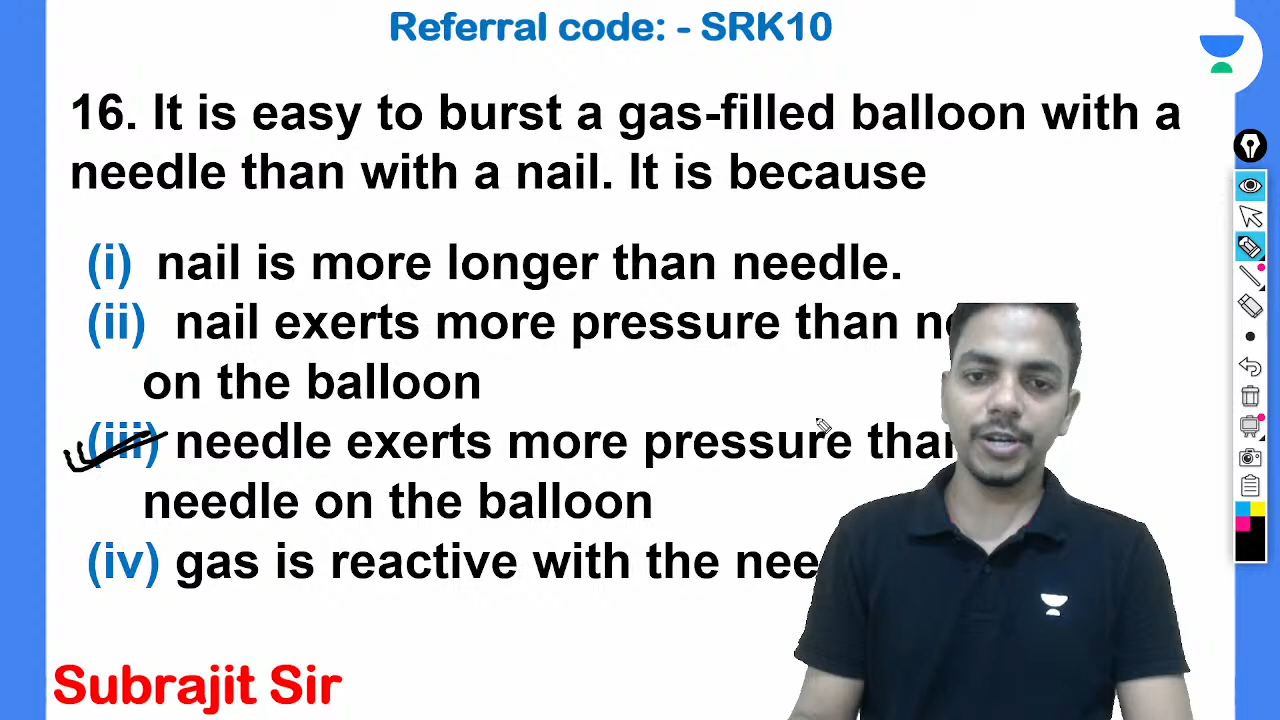 Referral code: - SRK10
16. It is easy to burst a gas-filled balloon with a
needle than with a nail. It is because
(i) nail is more longer than needle.
(ii) nail exerts more pressure than
on the balloon
(iii) needle exerts more pressure than
needle on the balloon
(iv) gas is reactive with the
Subrajit Sir